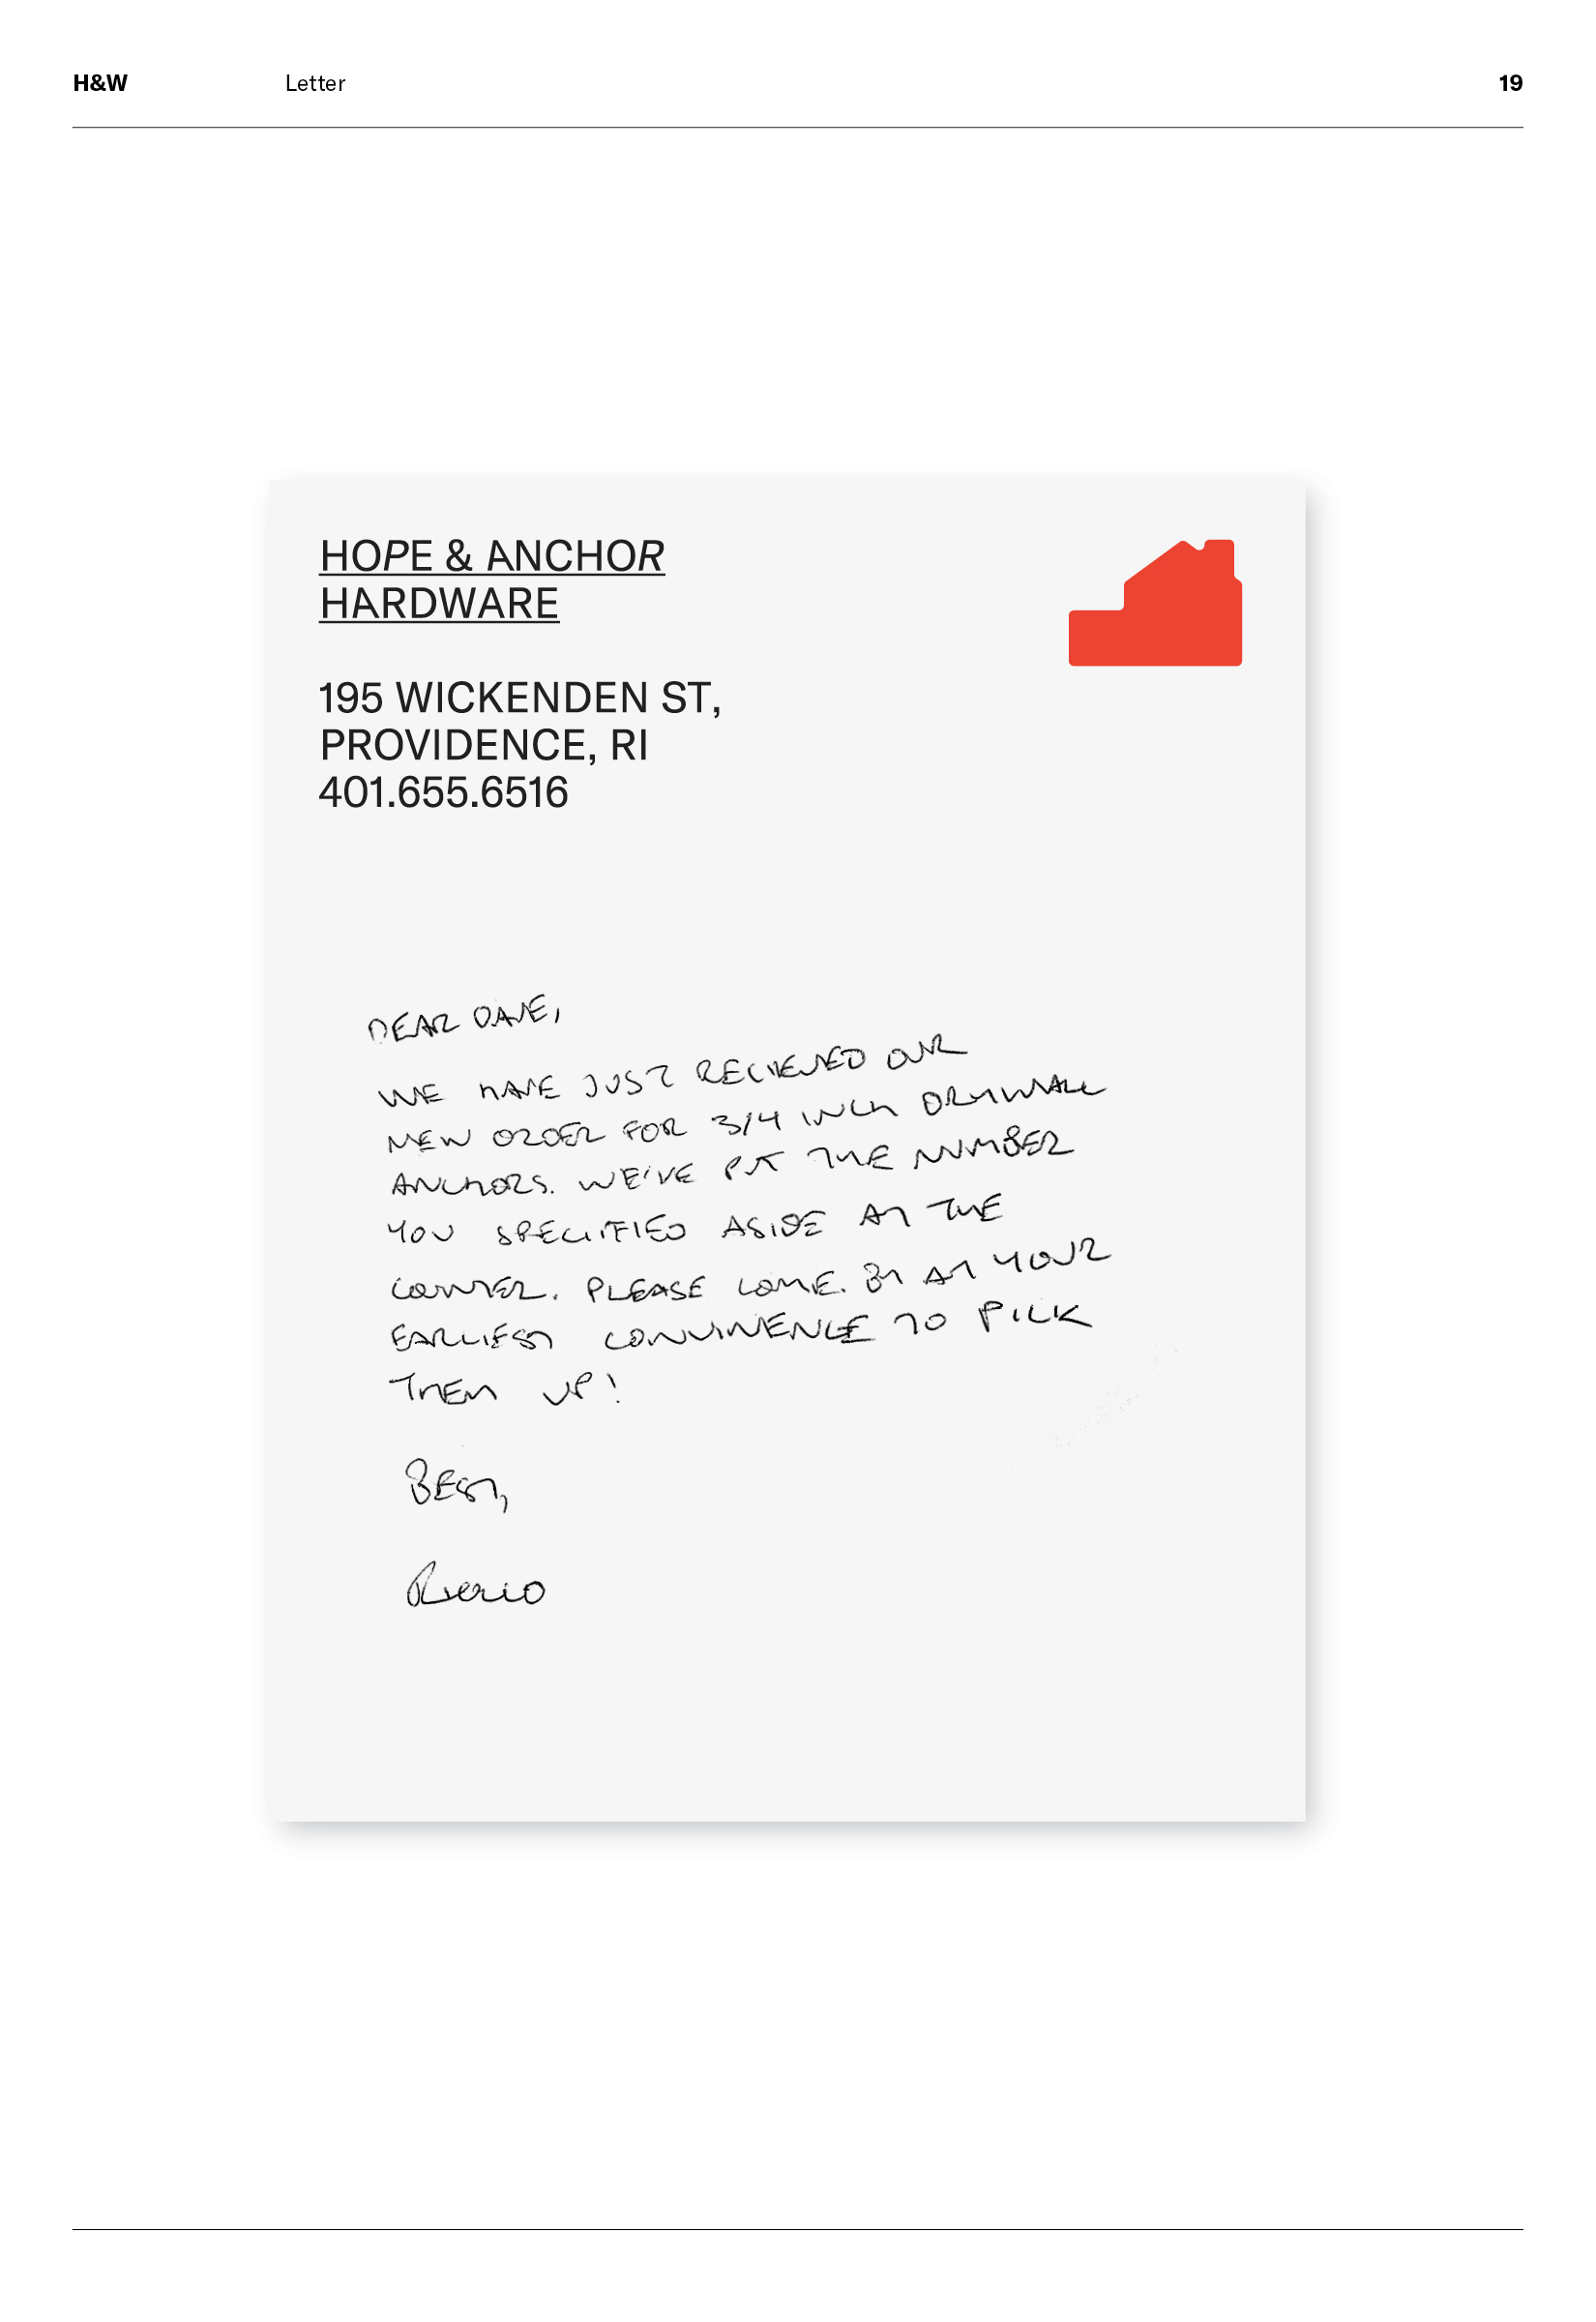 H&W Letter 19
HOPE & ANCHOR
HARDWARE
195 WICKENDEN ST,
PROVIDENCE, RI
401.655.6516
DEAR DAVE,
WE HAVE JUST RECIEVED OUR
NEW ORDER FOR 3/4 INCH DRYWALL
ANCHORS. WE'VE PUT THE NUMBER
YOU SPECIFIED ASIDE AT THE
COUNTER. PLEASE COME. BY AT YOUR
EARLIEST CONVINENCE TO PICK
THEM UP!
BEST,